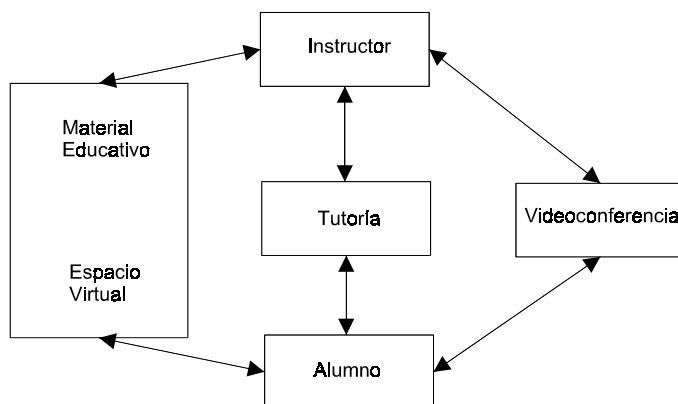 Instructor
Material
Educativo
Tutoría
Videoconferencia
Espacio
Virtual
Alumno